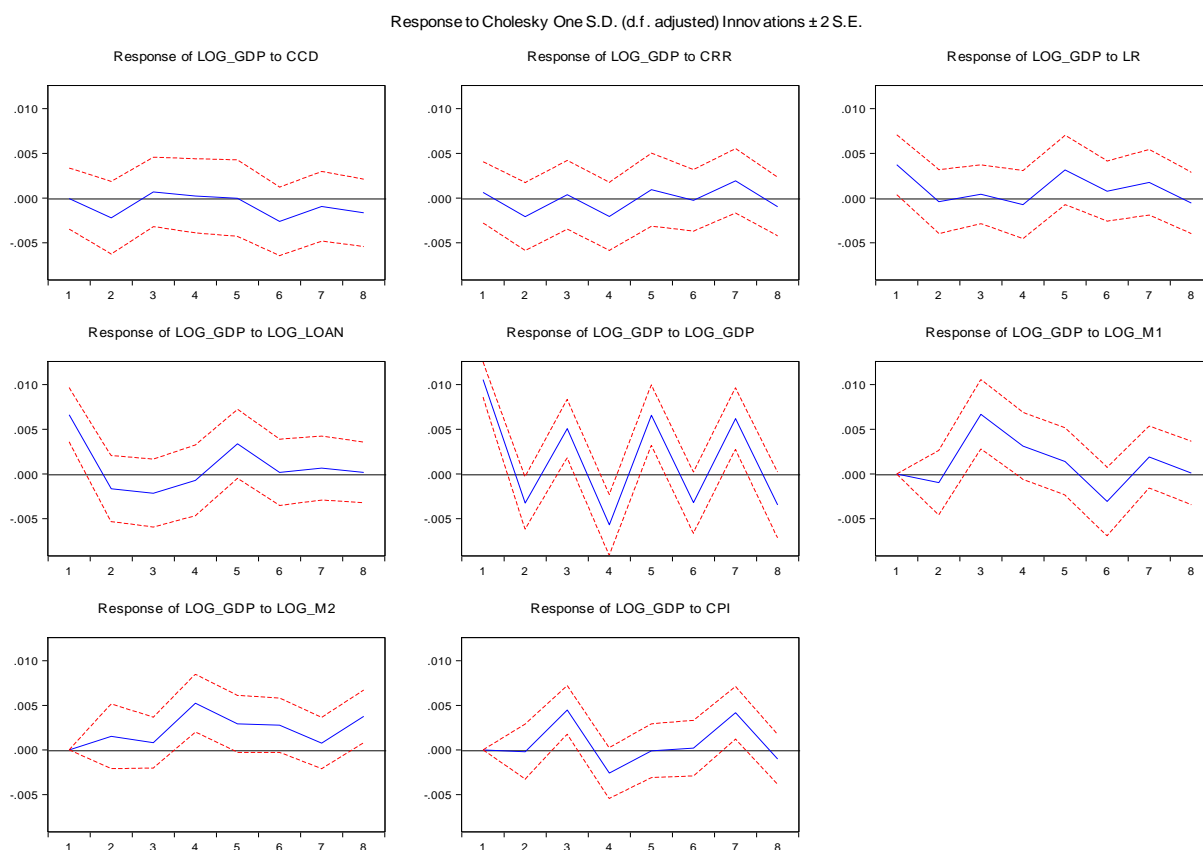 Response to Cholesky One S.D. (d.f. adjusted) Innovations ± 2 S.E.
Response of LOG_GDP to CCD
.010
.005
.000
-.005
1 2 3 4 5 6 7 8
Response of LOG_GDP to CRR
.010
.005
.000
-.005
1 2 3 4 5 6 7 8
Response of LOG_GDP to LR
.010
.005
.000
-.005
1 2 3 4 5 6 7 8
Response of LOG_GDP to LOG_LOAN
.010
.005
.000
-.005
1 2 3 4 5 6 7 8
Response of LOG_GDP to LOG_GDP
.010
.005
.000
-.005
1 2 3 4 5 6 7 8
Response of LOG_GDP to LOG_M1
.010
.005
.000
-.005
1 2 3 4 5 6 7 8
Response of LOG_GDP to LOG_M2
.010
.005
.000
-.005
1 2 3 4 5 6 7 8
Response of LOG_GDP to CPI
.010
.005
.000
-.005
1 2 3 4 5 6 7 8